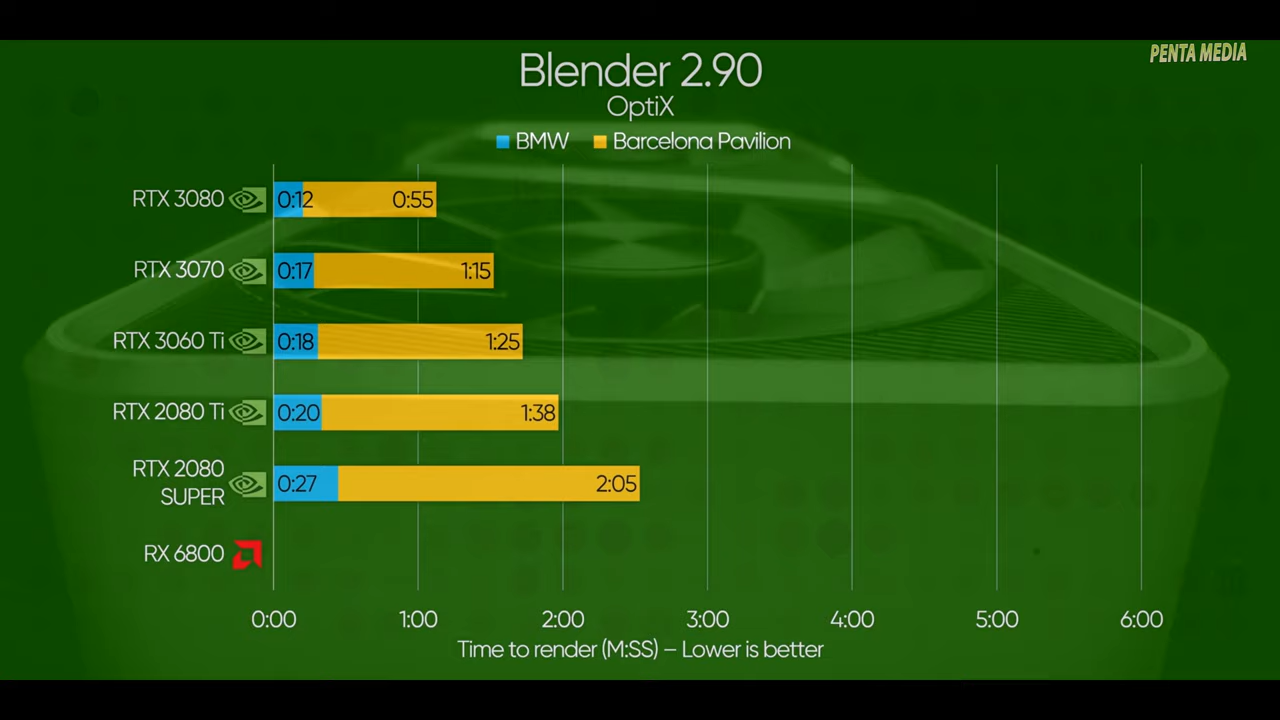 PENTA MEDIA
Blender 2.90
OptiX
BMW Barcelona Pavilion
RTX 3080 0:12 0:55
RTX 3070 0:17 1:15
RTX 3060 Ti 0:18 1:25
RTX 2080 Ti 0:20 1:38
RTX 2080
SUPER 0:27 2:05
RX 6800
0:00 1:00 2:00 3:00 4:00 5:00 6:00
Time to render (M:SS) – Lower is better